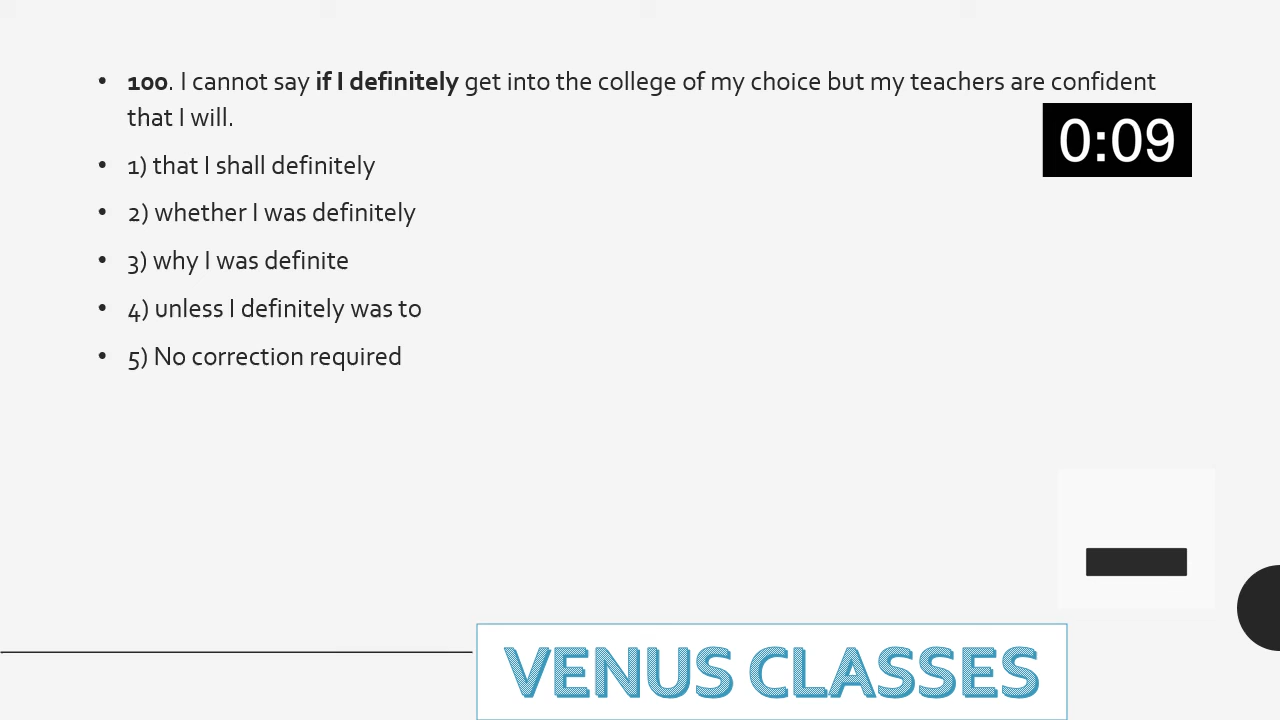 • 100. I cannot say if I definitely get into the college of my choice but my teachers are confident
that I will.
0:09
• 1) that I shall definitely
• 2) whether I was definitely
• 3) why I was definite
• 4) unless I definitely was to
• 5) No correction required
VENUS CLASSES